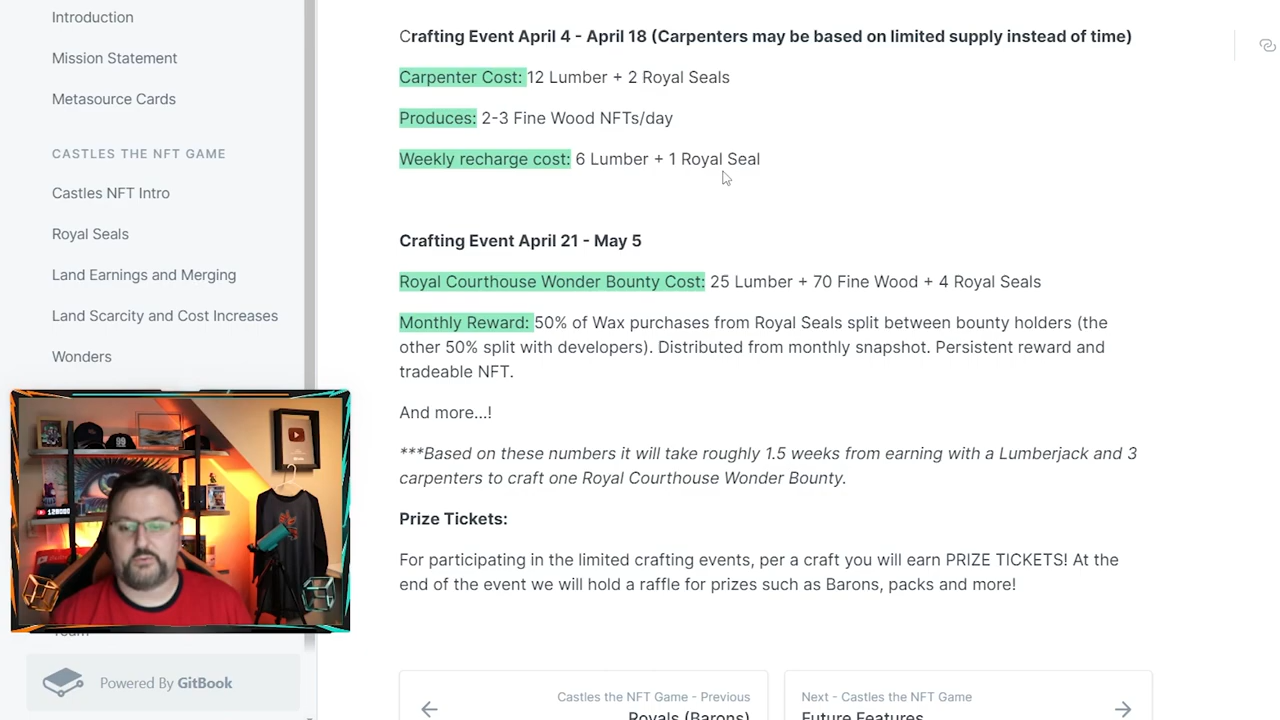 Introduction
Mission Statement
Metasource Cards
CASTLES THE NFT GAME
Castles NFT Intro
Royal Seals
Land Earnings and Merging
Land Scarcity and Cost Increases
Wonders
Powered By GitBook
Crafting Event April 4 - April 18 (Carpenters may be based on limited supply instead of time)
Carpenter Cost: 12 Lumber + 2 Royal Seals
Produces: 2-3 Fine Wood NFTs/day
Weekly recharge cost: 6 Lumber + 1 Royal Seal
Crafting Event April 21 - May 5
Royal Courthouse Wonder Bounty Cost: 25 Lumber + 70 Fine Wood + 4 Royal Seals
Monthly Reward: 50% of Wax purchases from Royal Seals split between bounty holders (the
other 50% split with developers). Distributed from monthly snapshot. Persistent reward and
tradeable NFT.
And more...!
***Based on these numbers it will take roughly 1.5 weeks from earning with a Lumberjack and 3
carpenters to craft one Royal Courthouse Wonder Bounty.
Prize Tickets:
For participating in the limited crafting events, per a craft you will earn PRIZE TICKETS! At the
end of the event we will hold a raffle for prizes such as Barons, packs and more!
Castles the NFT Game - Previous
Royals (Barons)
Next - Castles the NFT Game
Future Features